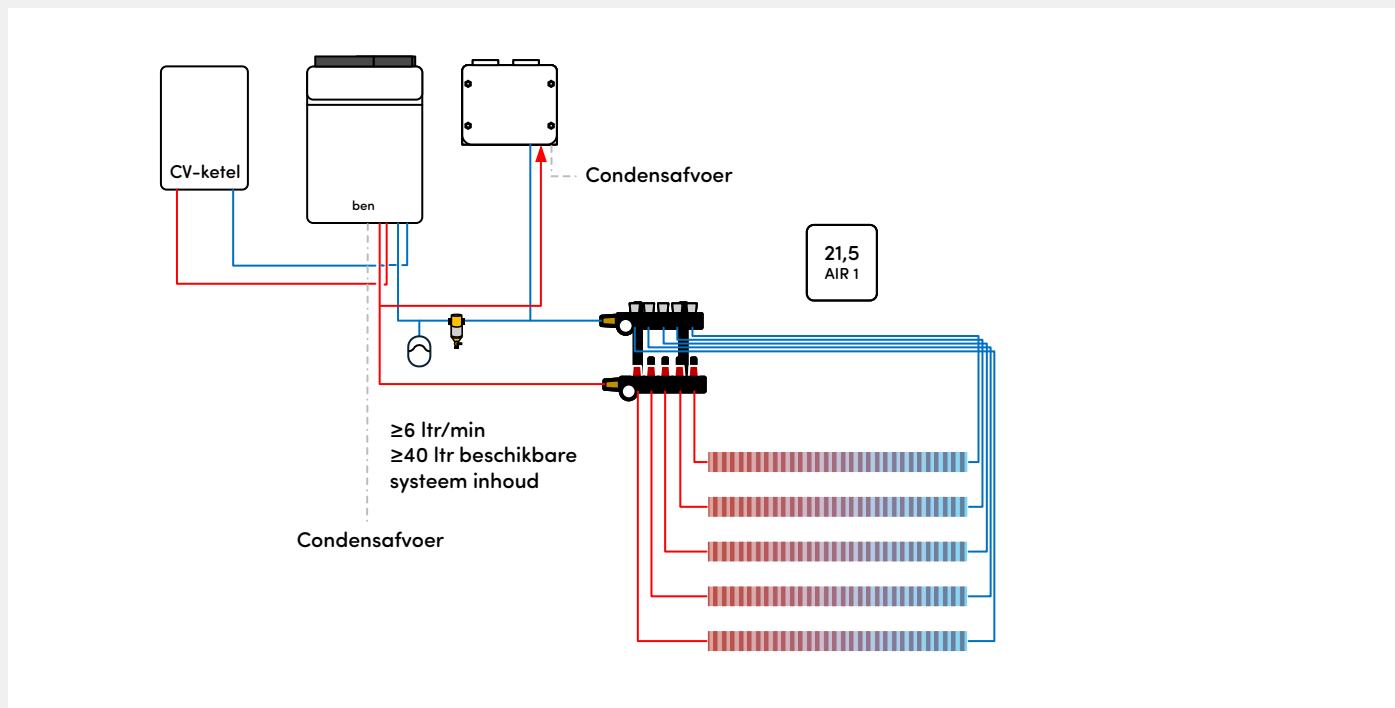 CV-ketel
ben
Condensafvoer
21,5
AIR 1
≥6 ltr/min
≥40 ltr beschikbare
systeem inhoud
Condensafvoer